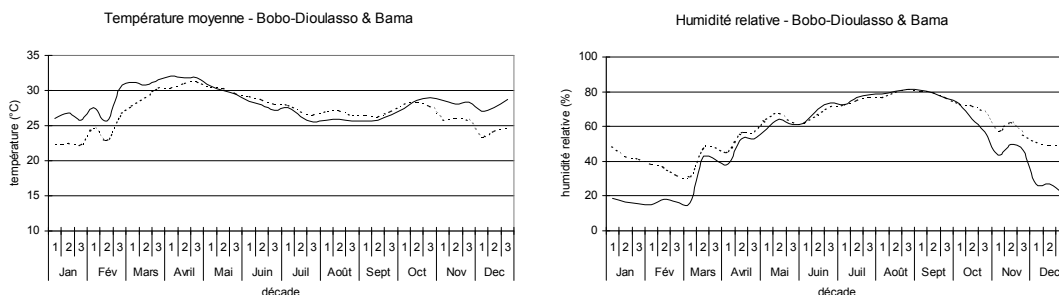 Température moyenne - Bobo-Dioulasso & Bama
35
30
25
20
15
10
température (°C)
1 2 3 1 2 3 1 2 3 1 2 3 1 2 3 1 2 3 1 2 3 1 2 3 1 2 3 1 2 3 1 2 3 1 2 3
Jan Fév Mars Avril Mai Juin Juil Août Sept Oct Nov Dec
décade
Humidité relative - Bobo-Dioulasso & Bama
100
80
60
40
20
0
humidité relative (%)
1 2 3 1 2 3 1 2 3 1 2 3 1 2 3 1 2 3 1 2 3 1 2 3 1 2 3 1 2 3 1 2 3 1 2
Jan Fév Mars Avril Mai Juin Juil Août Sept Oct Nov Dec
décade